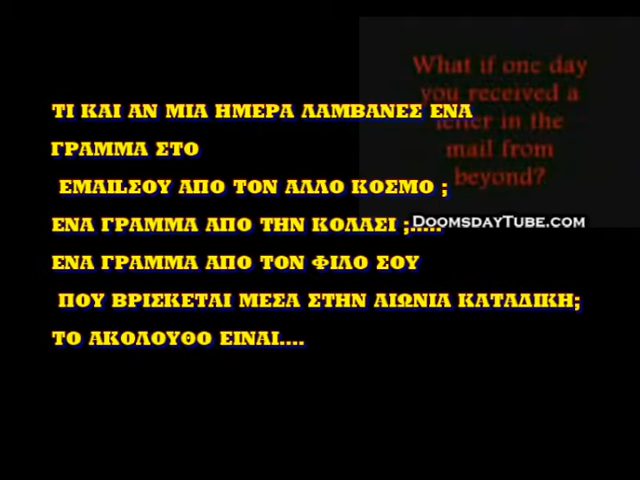 What if one day
you received a
letter in the
mail from
beyond?
ΤΙ ΚΑΙ ΑΝ ΜΙΑ ΗΜΕΡΑ ΛΑΜΒΑΝΕΣ ΕΝΑ
ΓΡΑΜΜΑ ΣΤΟ
ΕΜΑΙLΣΟΥ ΑΠΟ ΤΟΝ ΑΛΛΟ ΚΟΣΜΟ ;
ΕΝΑ ΓΡΑΜΜΑ ΑΠΟ ΤΗΝ ΚΟΛΑΣΙ ;.....
DOOMSDAYTUBE.COM
ΕΝΑ ΓΡΑΜΜΑ ΑΠΟ ΤΟΝ ΦΙΛΟ ΣΟΥ
ΠΟΥ ΒΡΙΣΚΕΤΑΙ ΜΕΣΑ ΣΤΗΝ ΑΙΩΝΙΑ ΚΑΤΑΔΙΚΗ;
ΤΟ ΑΚΟΛΟΥΘΟ ΕΙΝΑΙ....